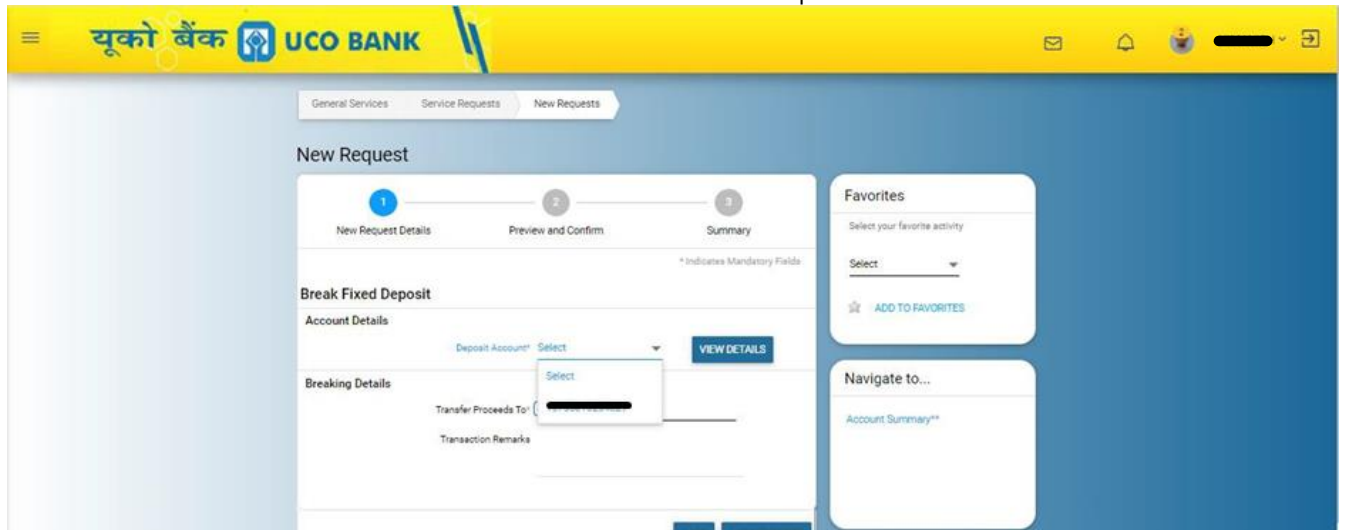 यूको बैंक UCO BANK
General Services Service Requests New Requests
New Request
1 2 3
New Request Details Preview and Confirm Summary
* Indicates Mandatory Fields
Break Fixed Deposit
Account Details
Deposit Account* Select VIEW DETAILS
Select
Breaking Details
Transfer Proceeds To*
Transaction Remarks
Favorites
Select your favorite activity
Select
ADD TO FAVORITES
Navigate to...
Account Summary**